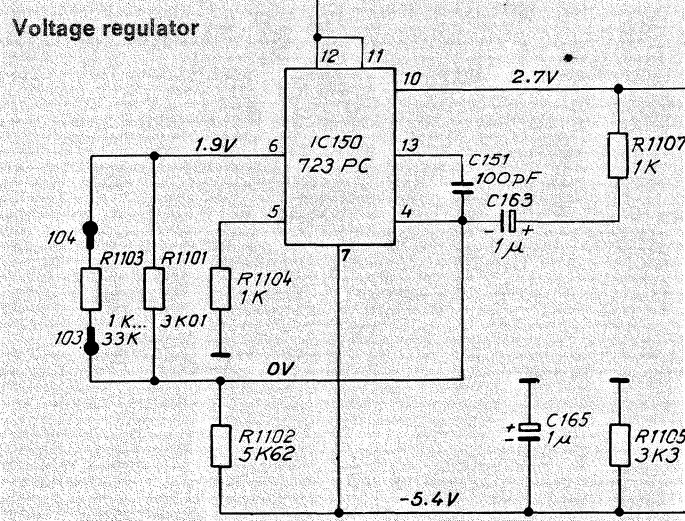 Voltage regulator
12
11
10
2.7V
IC150
723 PC
1.9V
6
13
C151
100pF
R1107
1K
C163
5
4
- +
1µ
7
104
R1103
R1101
R1104
1K
1K...
33K
3K01
103
0V
R1102
5K62
+
-
C165
1µ
R1105
3K3
-5.4V